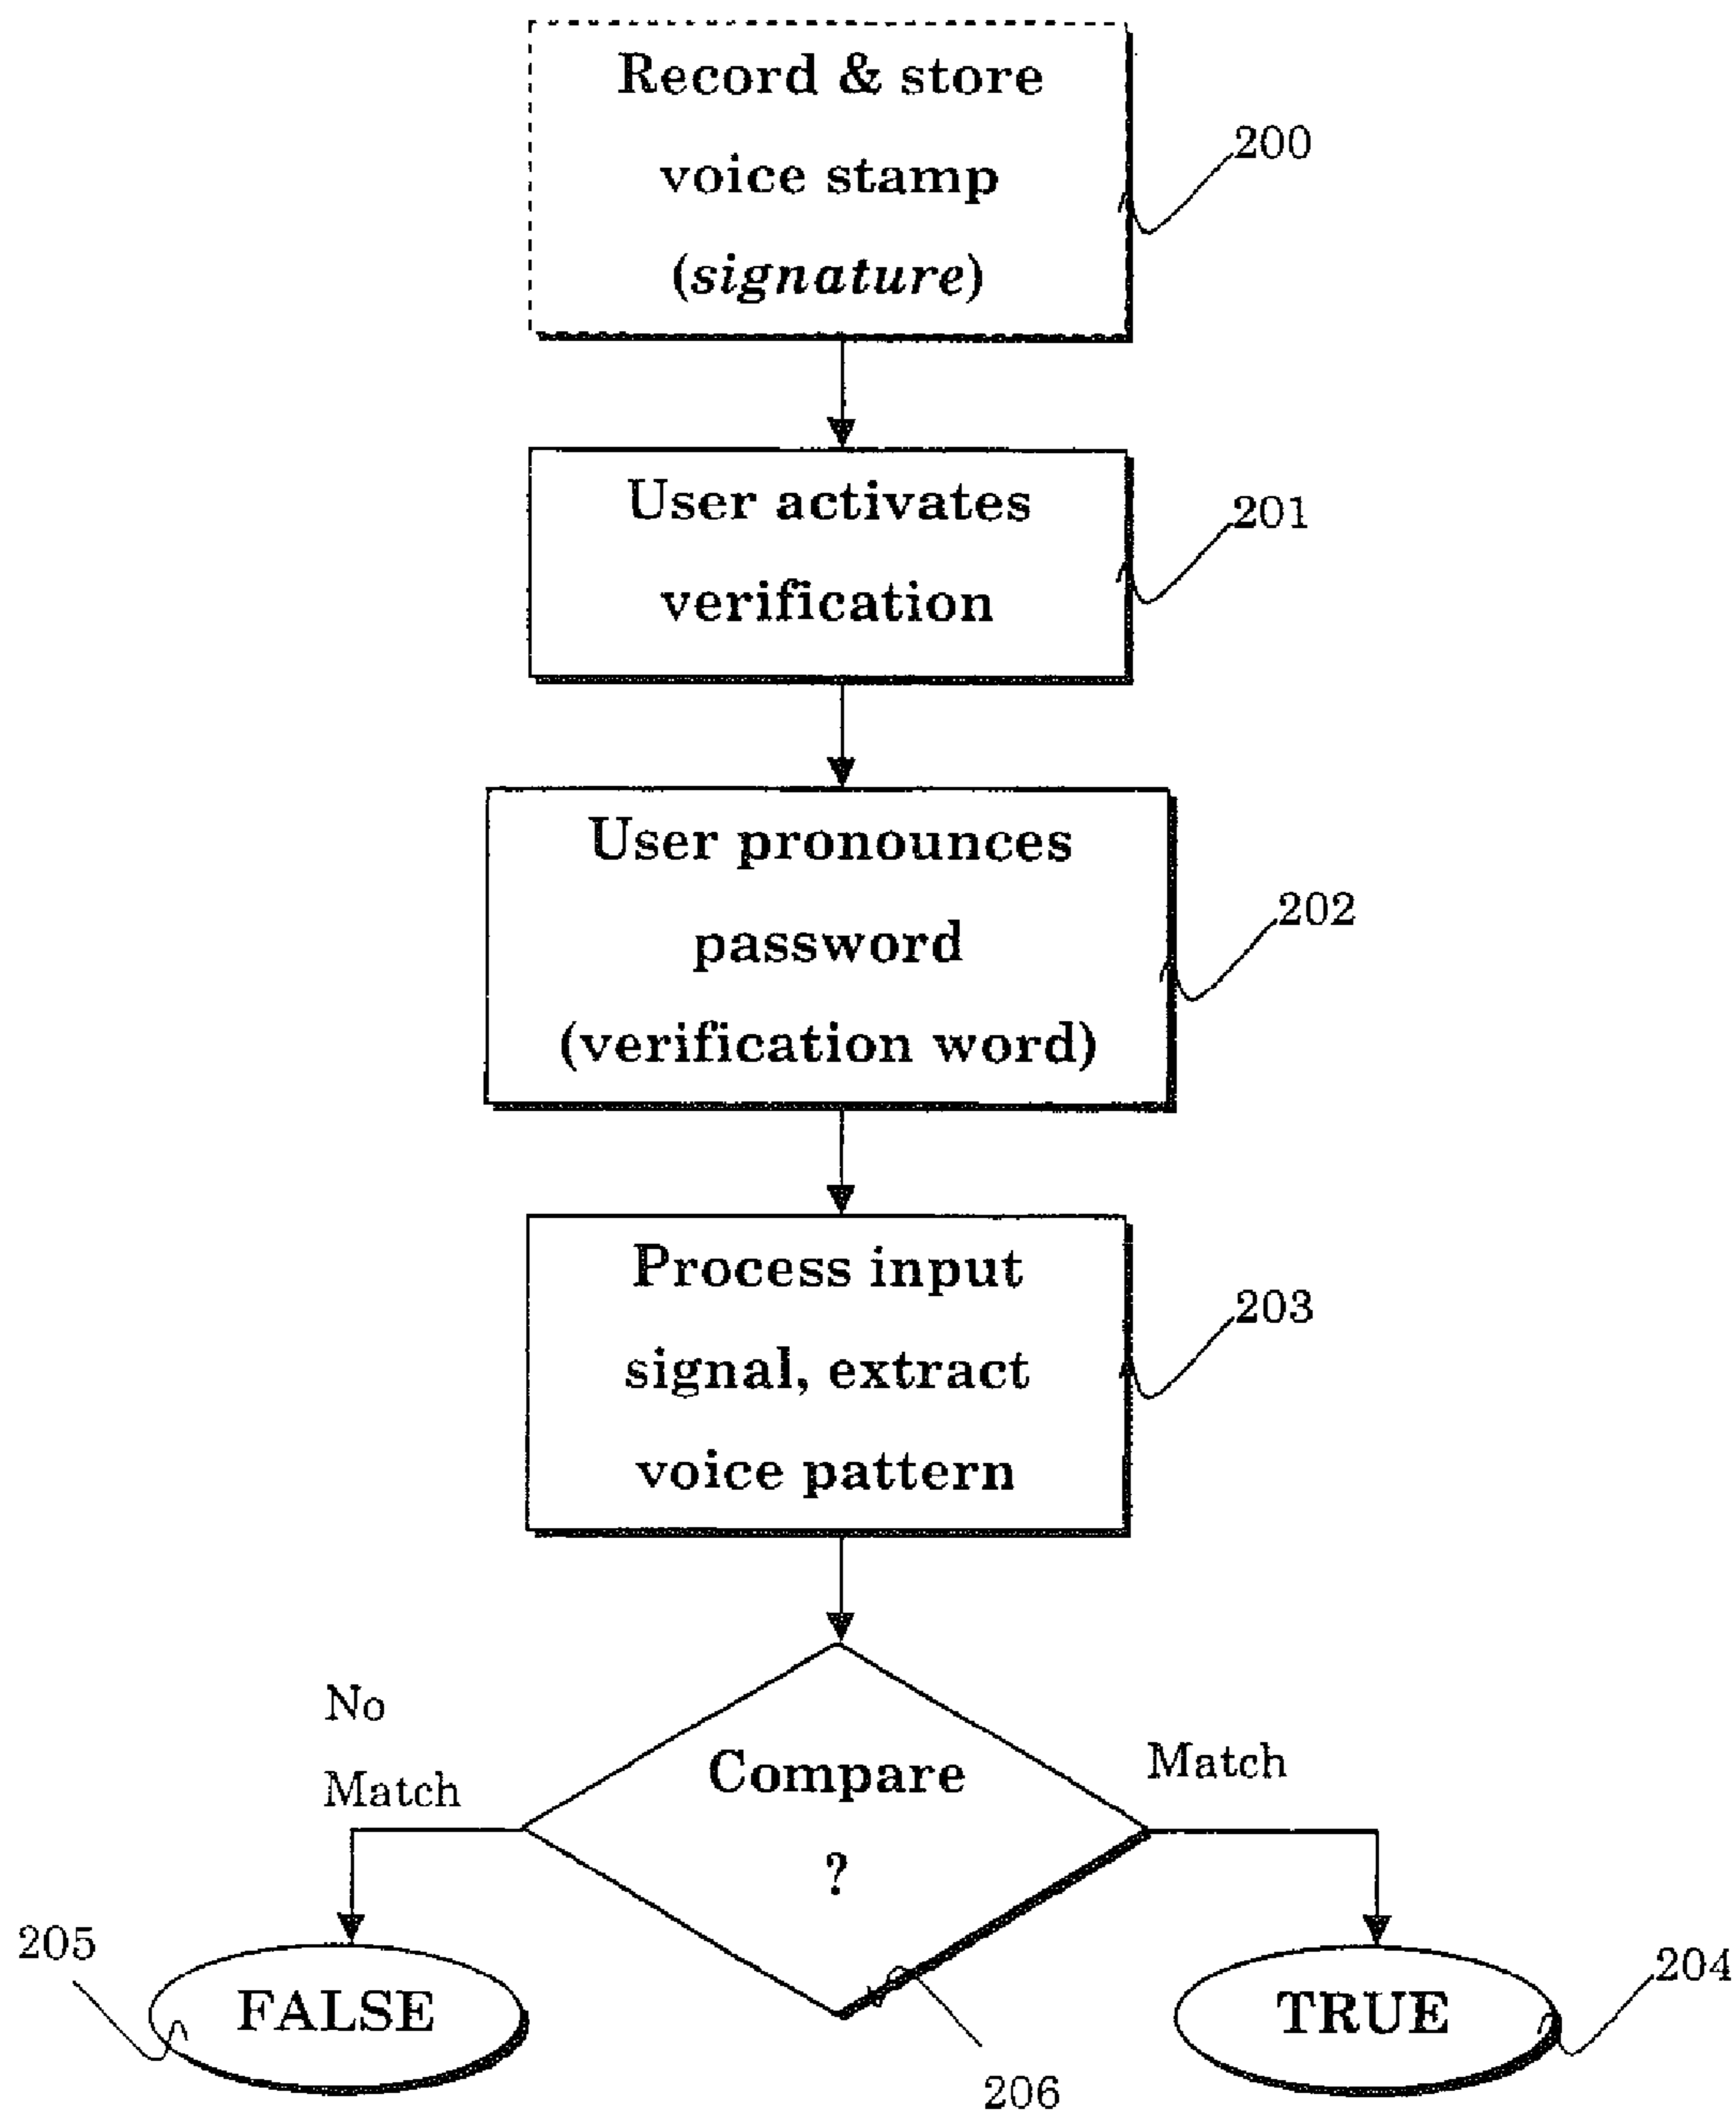 Record & store
voice stamp
(signature)
200
User activates
verification
201
User pronounces
password
(verification word)
202
Process input
signal, extract
voice pattern
203
No
Match
Compare
?
Match
205
FALSE
206
TRUE
204